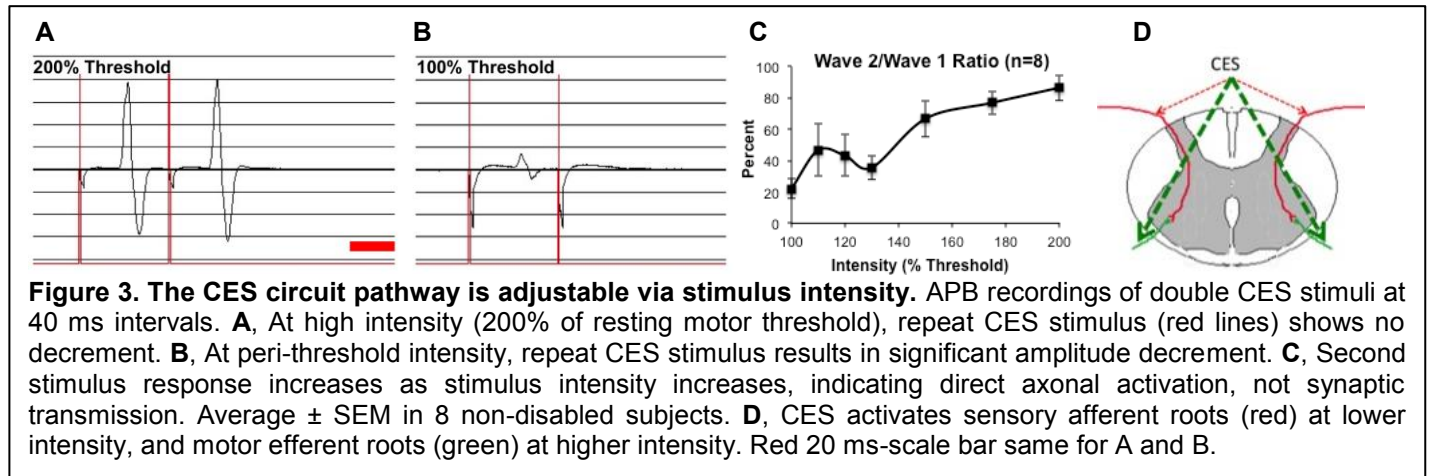 A
B
C
D
200% Threshold
100% Threshold
Wave 2/Wave 1 Ratio (n=8)
100
80
60
40
20
0
Percent
100 120 140 160 180 200
Intensity (% Threshold)
CES
Figure 3. The CES circuit pathway is adjustable via stimulus intensity. APB recordings of double CES stimuli at
40 ms intervals. A, At high intensity (200% of resting motor threshold), repeat CES stimulus (red lines) shows no
decrement. B, At peri-threshold intensity, repeat CES stimulus results in significant amplitude decrement. C, Second
stimulus response increases as stimulus intensity increases, indicating direct axonal activation, not synaptic
transmission. Average ± SEM in 8 non-disabled subjects. D, CES activates sensory afferent roots (red) at lower
intensity, and motor efferent roots (green) at higher intensity. Red 20 ms-scale bar same for A and B.